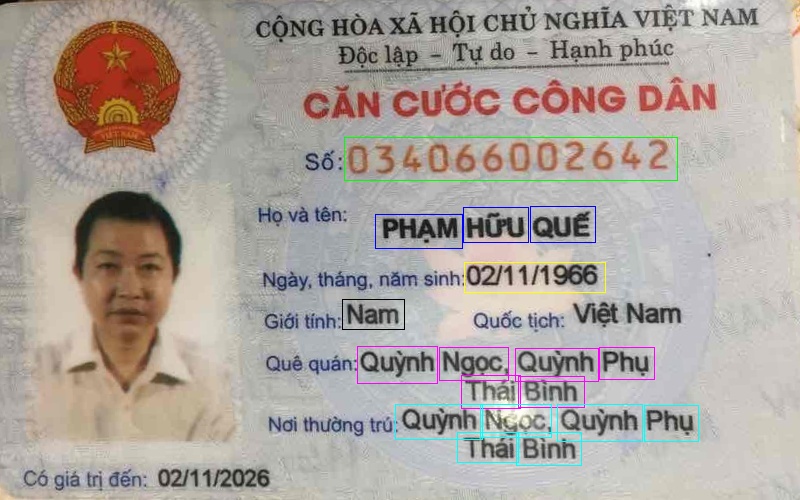 CỘNG HÒA XÃ HỘI CHỦ NGHĨA VIỆT NAM
Độc lập - Tự do - Hạnh phúc
CĂN CƯỚC CÔNG DÂN
Số: 034066002642
Họ và tên: PHẠM HỮU QUẾ
Ngày, tháng, năm sinh: 02/11/1966
Giới tính: Nam Quốc tịch: Việt Nam
Quê quán: Quỳnh Ngọc, Quỳnh Phụ
Thái Bình
Nơi thường trú: Quỳnh Ngọc, Quỳnh Phụ
Thái Bình
Có giá trị đến: 02/11/2026
VIỆT NAM